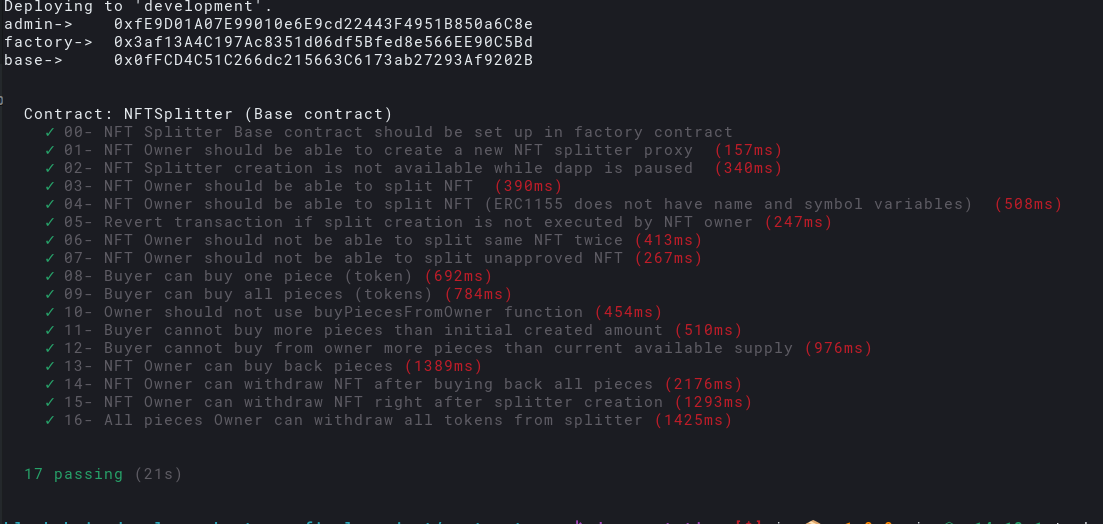 Deploying to 'development'.
admin-> 0xfE9D01A07E99010e6E9cd22443F4951B850a6C8e
factory-> 0x3af13A4C197Ac8351d06df5Bfed8e566EE90C5Bd
base-> 0x0fFCD4C51C266dc215663C6173ab27293Af9202B
Contract: NFTSplitter (Base contract)
✓ 00- NFT Splitter Base contract should be set up in factory contract
✓ 01- NFT Owner should be able to create a new NFT splitter proxy (157ms)
✓ 02- NFT Splitter creation is not available while dapp is paused (340ms)
✓ 03- NFT Owner should be able to split NFT (390ms)
✓ 04- NFT Owner should be able to split NFT (ERC1155 does not have name and symbol variables) (508ms)
✓ 05- Revert transaction if split creation is not executed by NFT owner (247ms)
✓ 06- NFT Owner should not be able to split same NFT twice (413ms)
✓ 07- NFT Owner should not be able to split unapproved NFT (267ms)
✓ 08- Buyer can buy one piece (token) (692ms)
✓ 09- Buyer can buy all pieces (tokens) (784ms)
✓ 10- Owner should not use buyPiecesFromOwner function (454ms)
✓ 11- Buyer cannot buy more pieces than initial created amount (510ms)
✓ 12- Buyer cannot buy from owner more pieces than current available supply (976ms)
✓ 13- NFT Owner can buy back pieces (1389ms)
✓ 14- NFT Owner can withdraw NFT after buying back all pieces (2176ms)
✓ 15- NFT Owner can withdraw NFT right after splitter creation (1293ms)
✓ 16- All pieces Owner can withdraw all tokens from splitter (1425ms)
17 passing (21s)